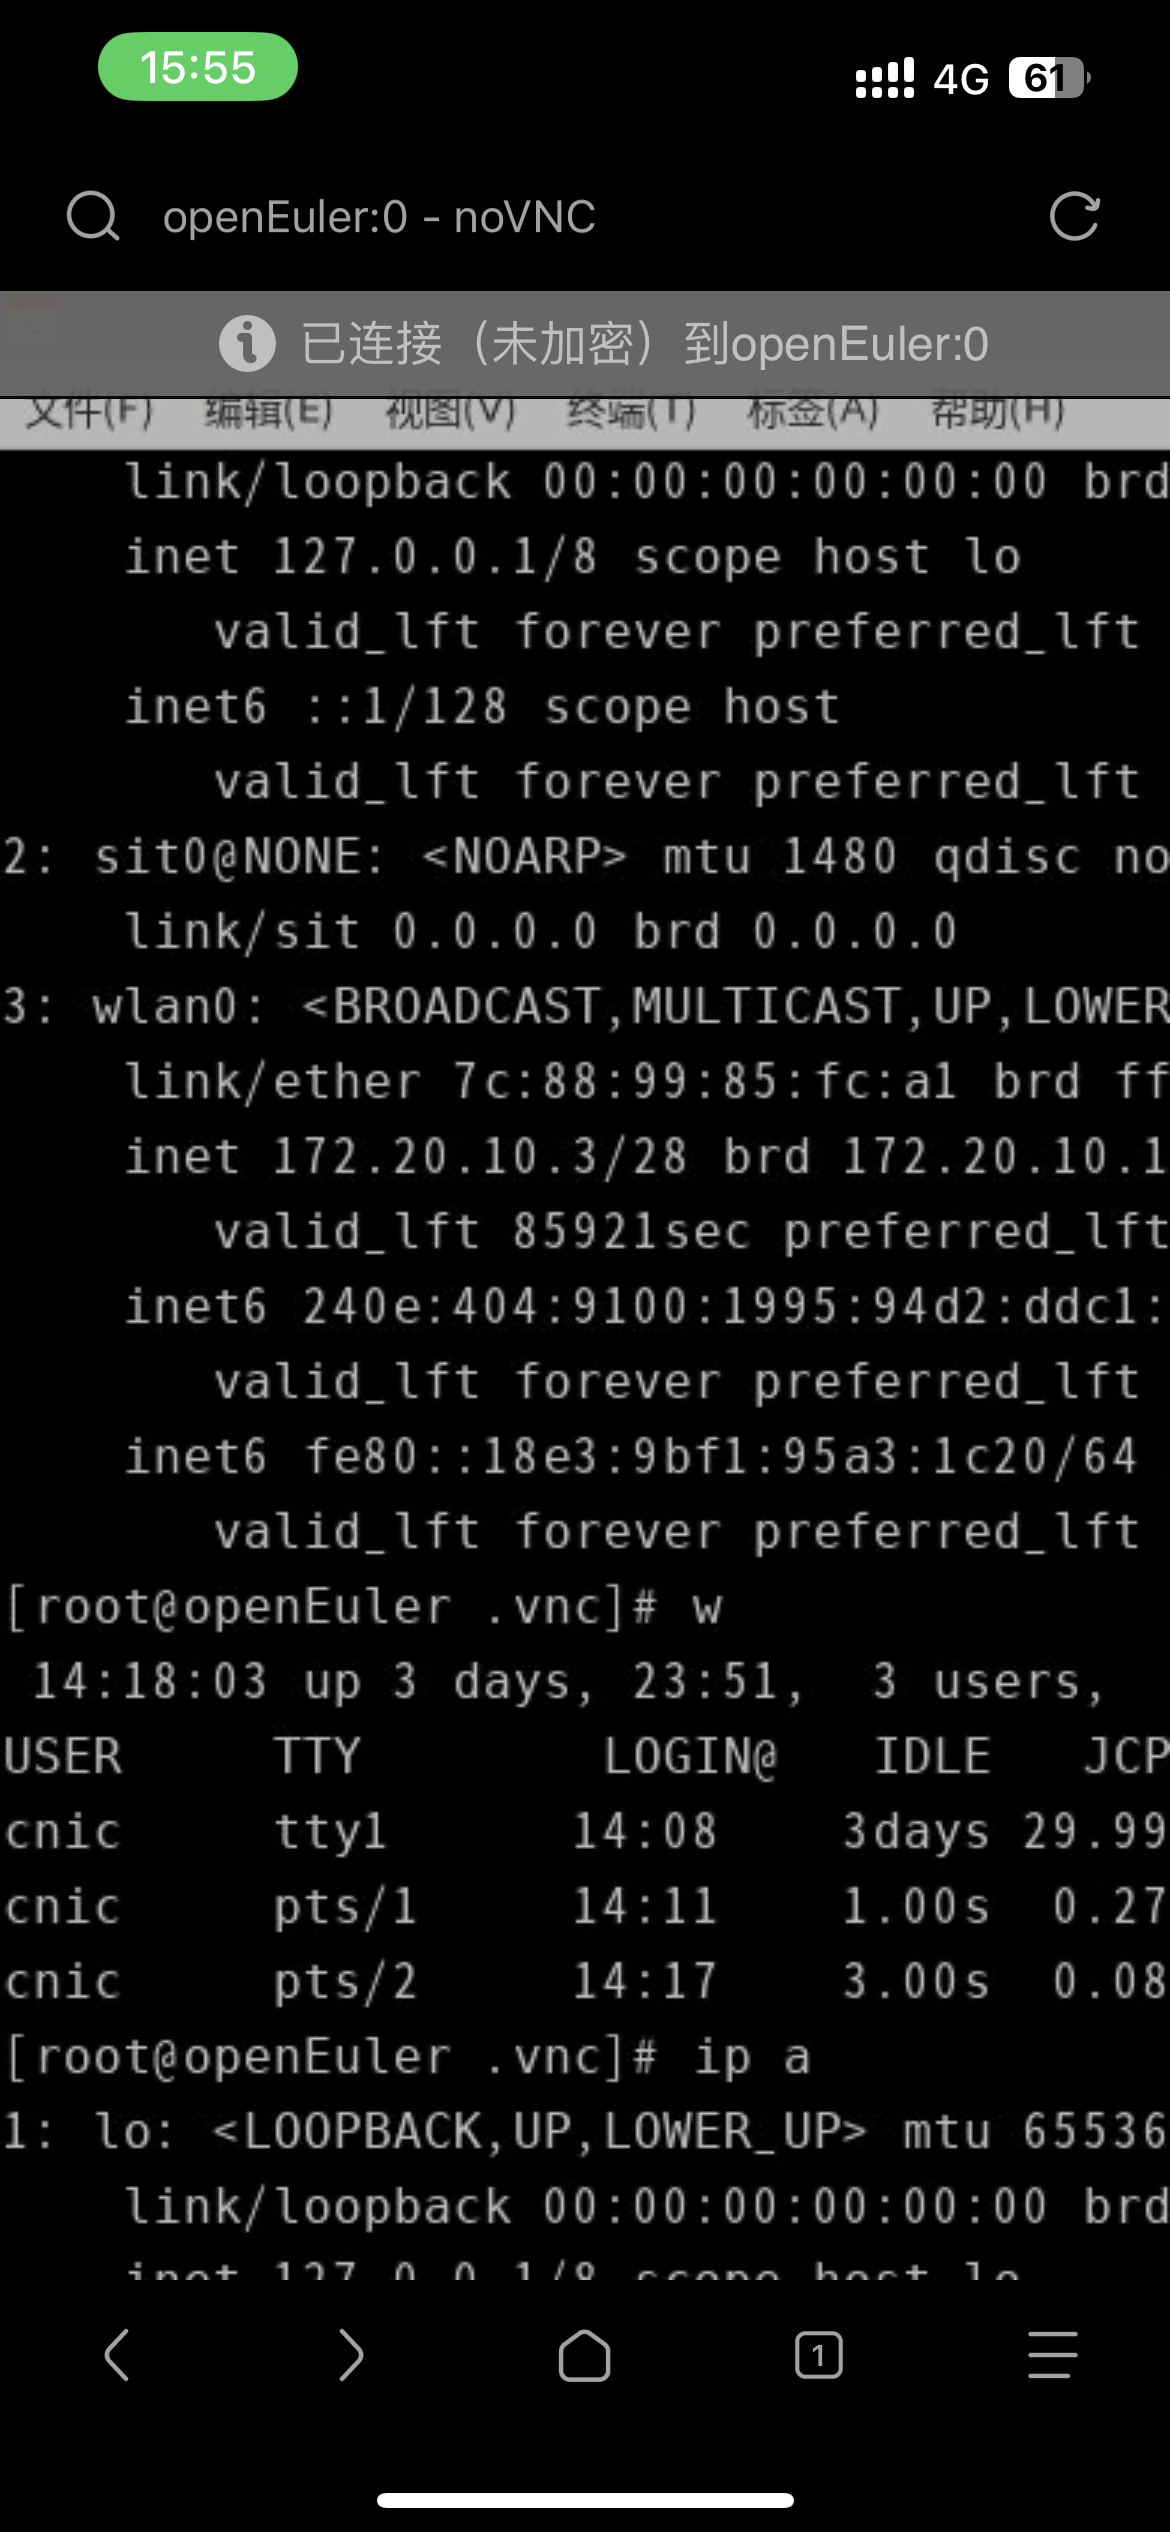 15:55
4G 61
openEuler:0 - noVNC
已连接（未加密）到openEuler:0
文件(F) 编辑(E) 视图(V) 终端(T) 标签(A) 帮助(H)
link/loopback 00:00:00:00:00:00 brd
inet 127.0.0.1/8 scope host lo
valid_lft forever preferred_lft
inet6 ::1/128 scope host
valid_lft forever preferred_lft
2: sit0@NONE: <NOARP> mtu 1480 qdisc no
link/sit 0.0.0.0 brd 0.0.0.0
3: wlan0: <BROADCAST,MULTICAST,UP,LOWER
link/ether 7c:88:99:85:fc:a1 brd ff
inet 172.20.10.3/28 brd 172.20.10.1
valid_lft 85921sec preferred_lft
inet6 240e:404:9100:1995:94d2:ddc1:
valid_lft forever preferred_lft
inet6 fe80::18e3:9bf1:95a3:1c20/64
valid_lft forever preferred_lft
[root@openEuler .vnc]# w
14:18:03 up 3 days, 23:51,  3 users,
USER TTY LOGIN@ IDLE JCP
cnic tty1 14:08 3days 29.99
cnic pts/1 14:11 1.00s 0.27
cnic pts/2 14:17 3.00s 0.08
[root@openEuler .vnc]# ip a
1: lo: <LOOPBACK,UP,LOWER_UP> mtu 65536
link/loopback 00:00:00:00:00:00 brd
inet 127.0.0.1/8 scope host lo
1